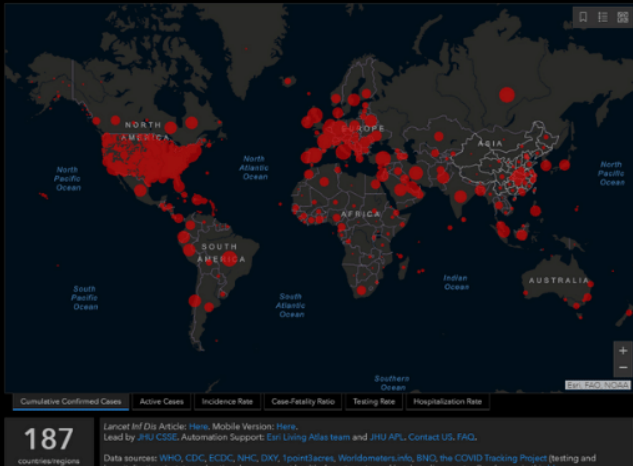 NORTH
AMERICA
EUROPE
ASIA
North
Pacific
Ocean
North
Atlantic
Ocean
North
Pacific
Ocean
AFRICA
SOUTH
AMERICA
Indian
Ocean
AUSTRALIA
South
Pacific
Ocean
South
Atlantic
Ocean
Southern
Ocean
+
−
Esri, FAO, NOAA
Cumulative Confirmed Cases Active Cases Incidence Rate Case-Fatality Ratio Testing Rate Hospitalization Rate
187
countries/regions
Lancet Inf Dis Article: Here. Mobile Version: Here.
Lead by JHU CSSE. Automation Support: Esri Living Atlas team and JHU APL. Contact US. FAQ.
Data sources: WHO, CDC, ECDC, NHC, DXY, 1point3acres, Worldometers.info, BNO, the COVID Tracking Project (testing and